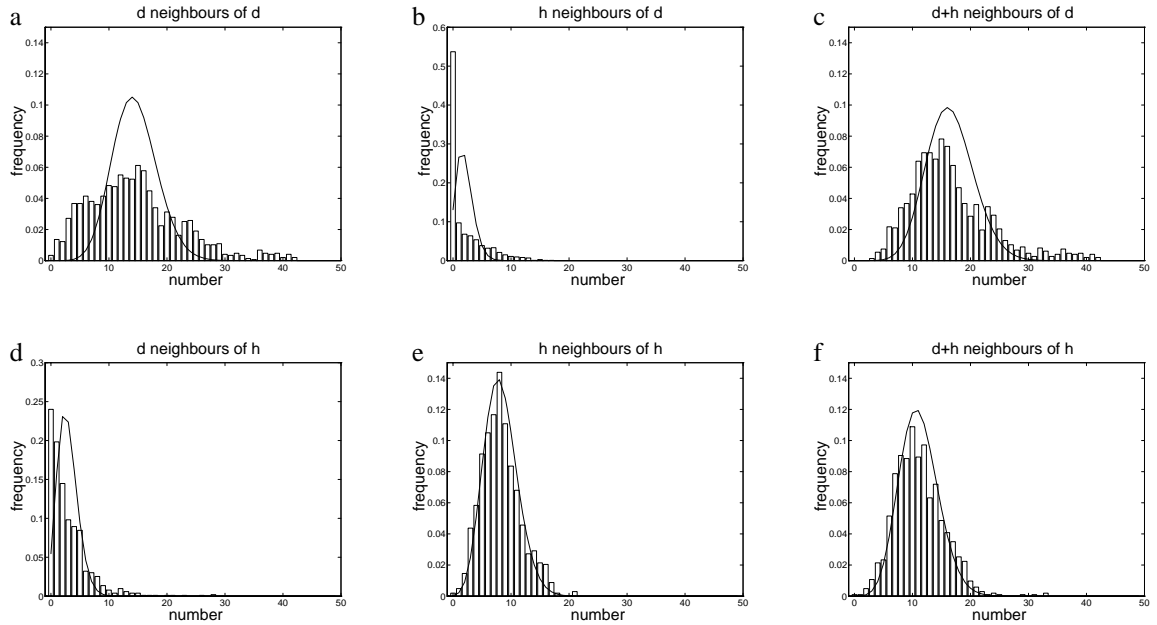 a
d neighbours of d
0.14
0.12
0.1
0.08
0.06
0.04
0.02
0
frequency
0 10 20 30 40 50
number
b
h neighbours of d
0.6
0.5
0.4
0.3
0.2
0.1
0
frequency
0 10 20 30 40 50
number
c
d+h neighbours of d
0.14
0.12
0.1
0.08
0.06
0.04
0.02
0
frequency
0 10 20 30 40 50
number
d
d neighbours of h
0.3
0.25
0.2
0.15
0.1
0.05
0
frequency
0 10 20 30 40 50
number
e
h neighbours of h
0.14
0.12
0.1
0.08
0.06
0.04
0.02
0
frequency
0 10 20 30 40 50
number
f
d+h neighbours of h
0.14
0.12
0.1
0.08
0.06
0.04
0.02
0
frequency
0 10 20 30 40 50
number